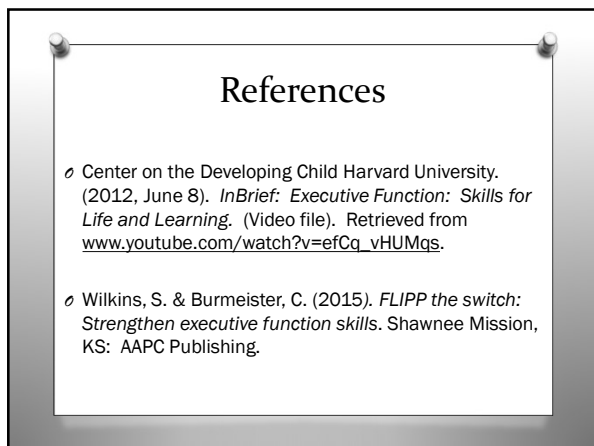 References
Center on the Developing Child Harvard University.
(2012, June 8). InBrief: Executive Function: Skills for
Life and Learning. (Video file). Retrieved from
www.youtube.com/watch?v=efCq_vHUMqs.
Wilkins, S. & Burmeister, C. (2015). FLIPP the switch:
Strengthen executive function skills. Shawnee Mission,
KS: AAPC Publishing.